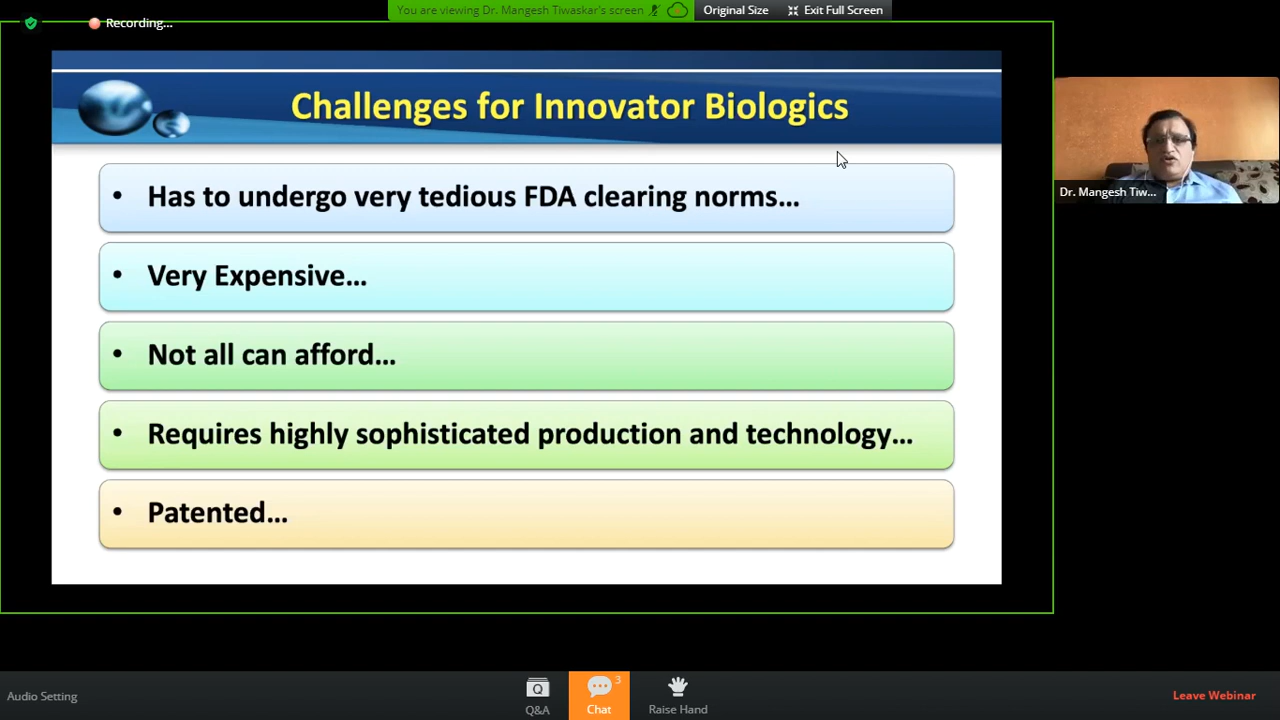 You are viewing Dr. Mangesh Tiwaskar's screen
Original Size
Exit Full Screen
Recording...
Challenges for Innovator Biologics
• Has to undergo very tedious FDA clearing norms...
• Very Expensive...
• Not all can afford...
• Requires highly sophisticated production and technology...
• Patented...
Dr. Mangesh Tiw...
Audio Setting
Q
Q&A
3
Chat
Raise Hand
Leave Webinar